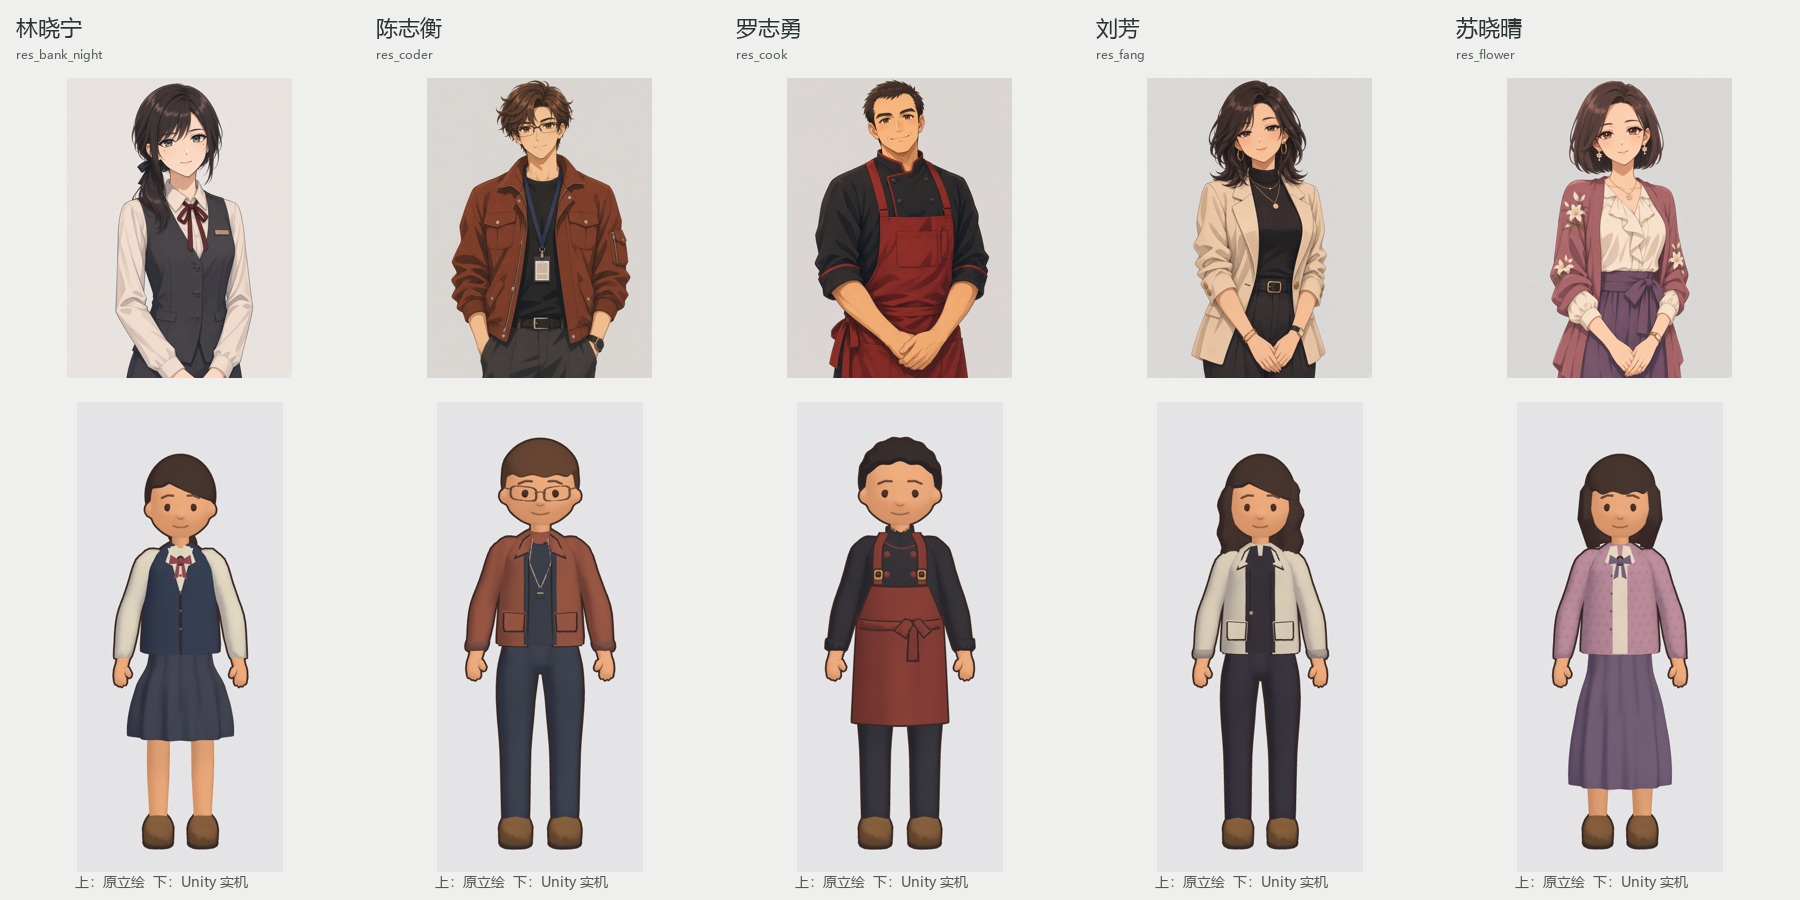 林晓宁
res_bank_night
陈志衡
res_coder
罗志勇
res_cook
刘芳
res_fang
苏晓晴
res_flower
上：原立绘 下：Unity 实机
上：原立绘 下：Unity 实机
上：原立绘 下：Unity 实机
上：原立绘 下：Unity 实机
上：原立绘 下：Unity 实机